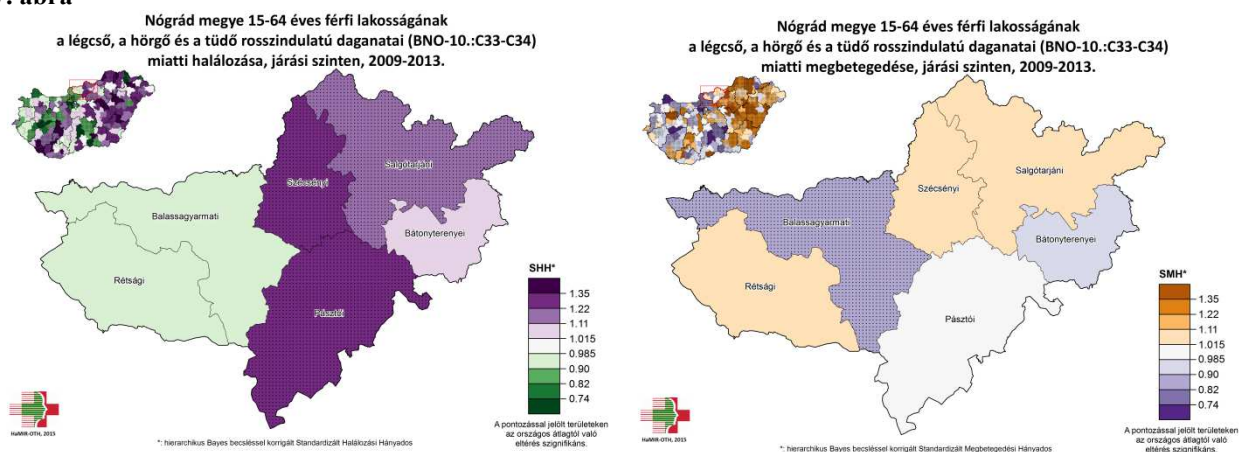 Nógrád megye 15-64 éves férfi lakosságának
a légcső, a hörgő és a tüdő rosszindulatú daganatai (BNO-10.:C33-C34)
miatti halálozása, járási szinten, 2009-2013.
Salgótarjáni
Szécsényi
Balassagyarmati
Bátonyterenyei
Rétsági
Pásztói
SHH*
1.35
1.22
1.11
1.015
0.985
0.90
0.82
0.74
HaMIR-OTH, 2015
A pontozással jelölt területeken
az országos átlagtól való
eltérés szignifikáns.
*: hierarchikus Bayes becsléssel korrigált Standardizált Halálozási Hányados
Nógrád megye 15-64 éves férfi lakosságának
a légcső, a hörgő és a tüdő rosszindulatú daganatai (BNO-10.:C33-C34)
miatti megbetegedése, járási szinten, 2009-2013.
Salgótarjáni
Szécsényi
Balassagyarmati
Bátonyterenyei
Rétsági
Pásztói
SMH*
1.35
1.22
1.11
1.015
0.985
0.90
0.82
0.74
HaMIR-OTH, 2015
A pontozással jelölt területeken
az országos átlagtól való
eltérés szignifikáns.
*: hierarchikus Bayes becsléssel korrigált Standardizált Megbetegedési Hányados